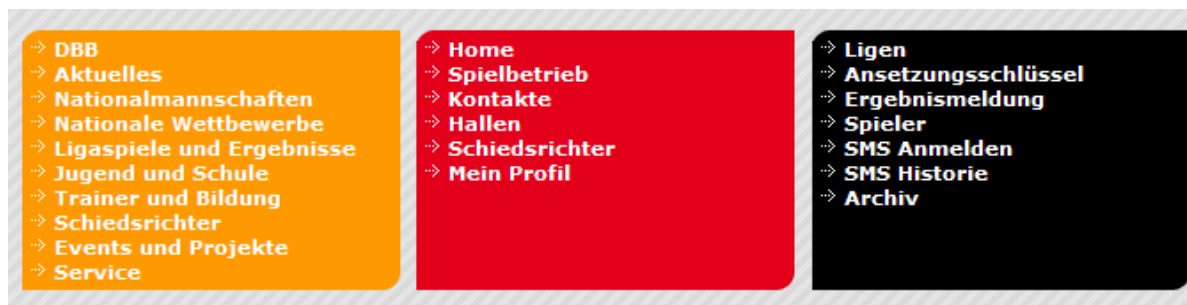 DBB
Aktuelles
Nationalmannschaften
Nationale Wettbewerbe
Ligaspiele und Ergebnisse
Jugend und Schule
Trainer und Bildung
Schiedsrichter
Events und Projekte
Service
Home
Spielbetrieb
Kontakte
Hallen
Schiedsrichter
Mein Profil
Ligen
Ansetzungsschlüssel
Ergebnismeldung
Spieler
SMS Anmelden
SMS Historie
Archiv